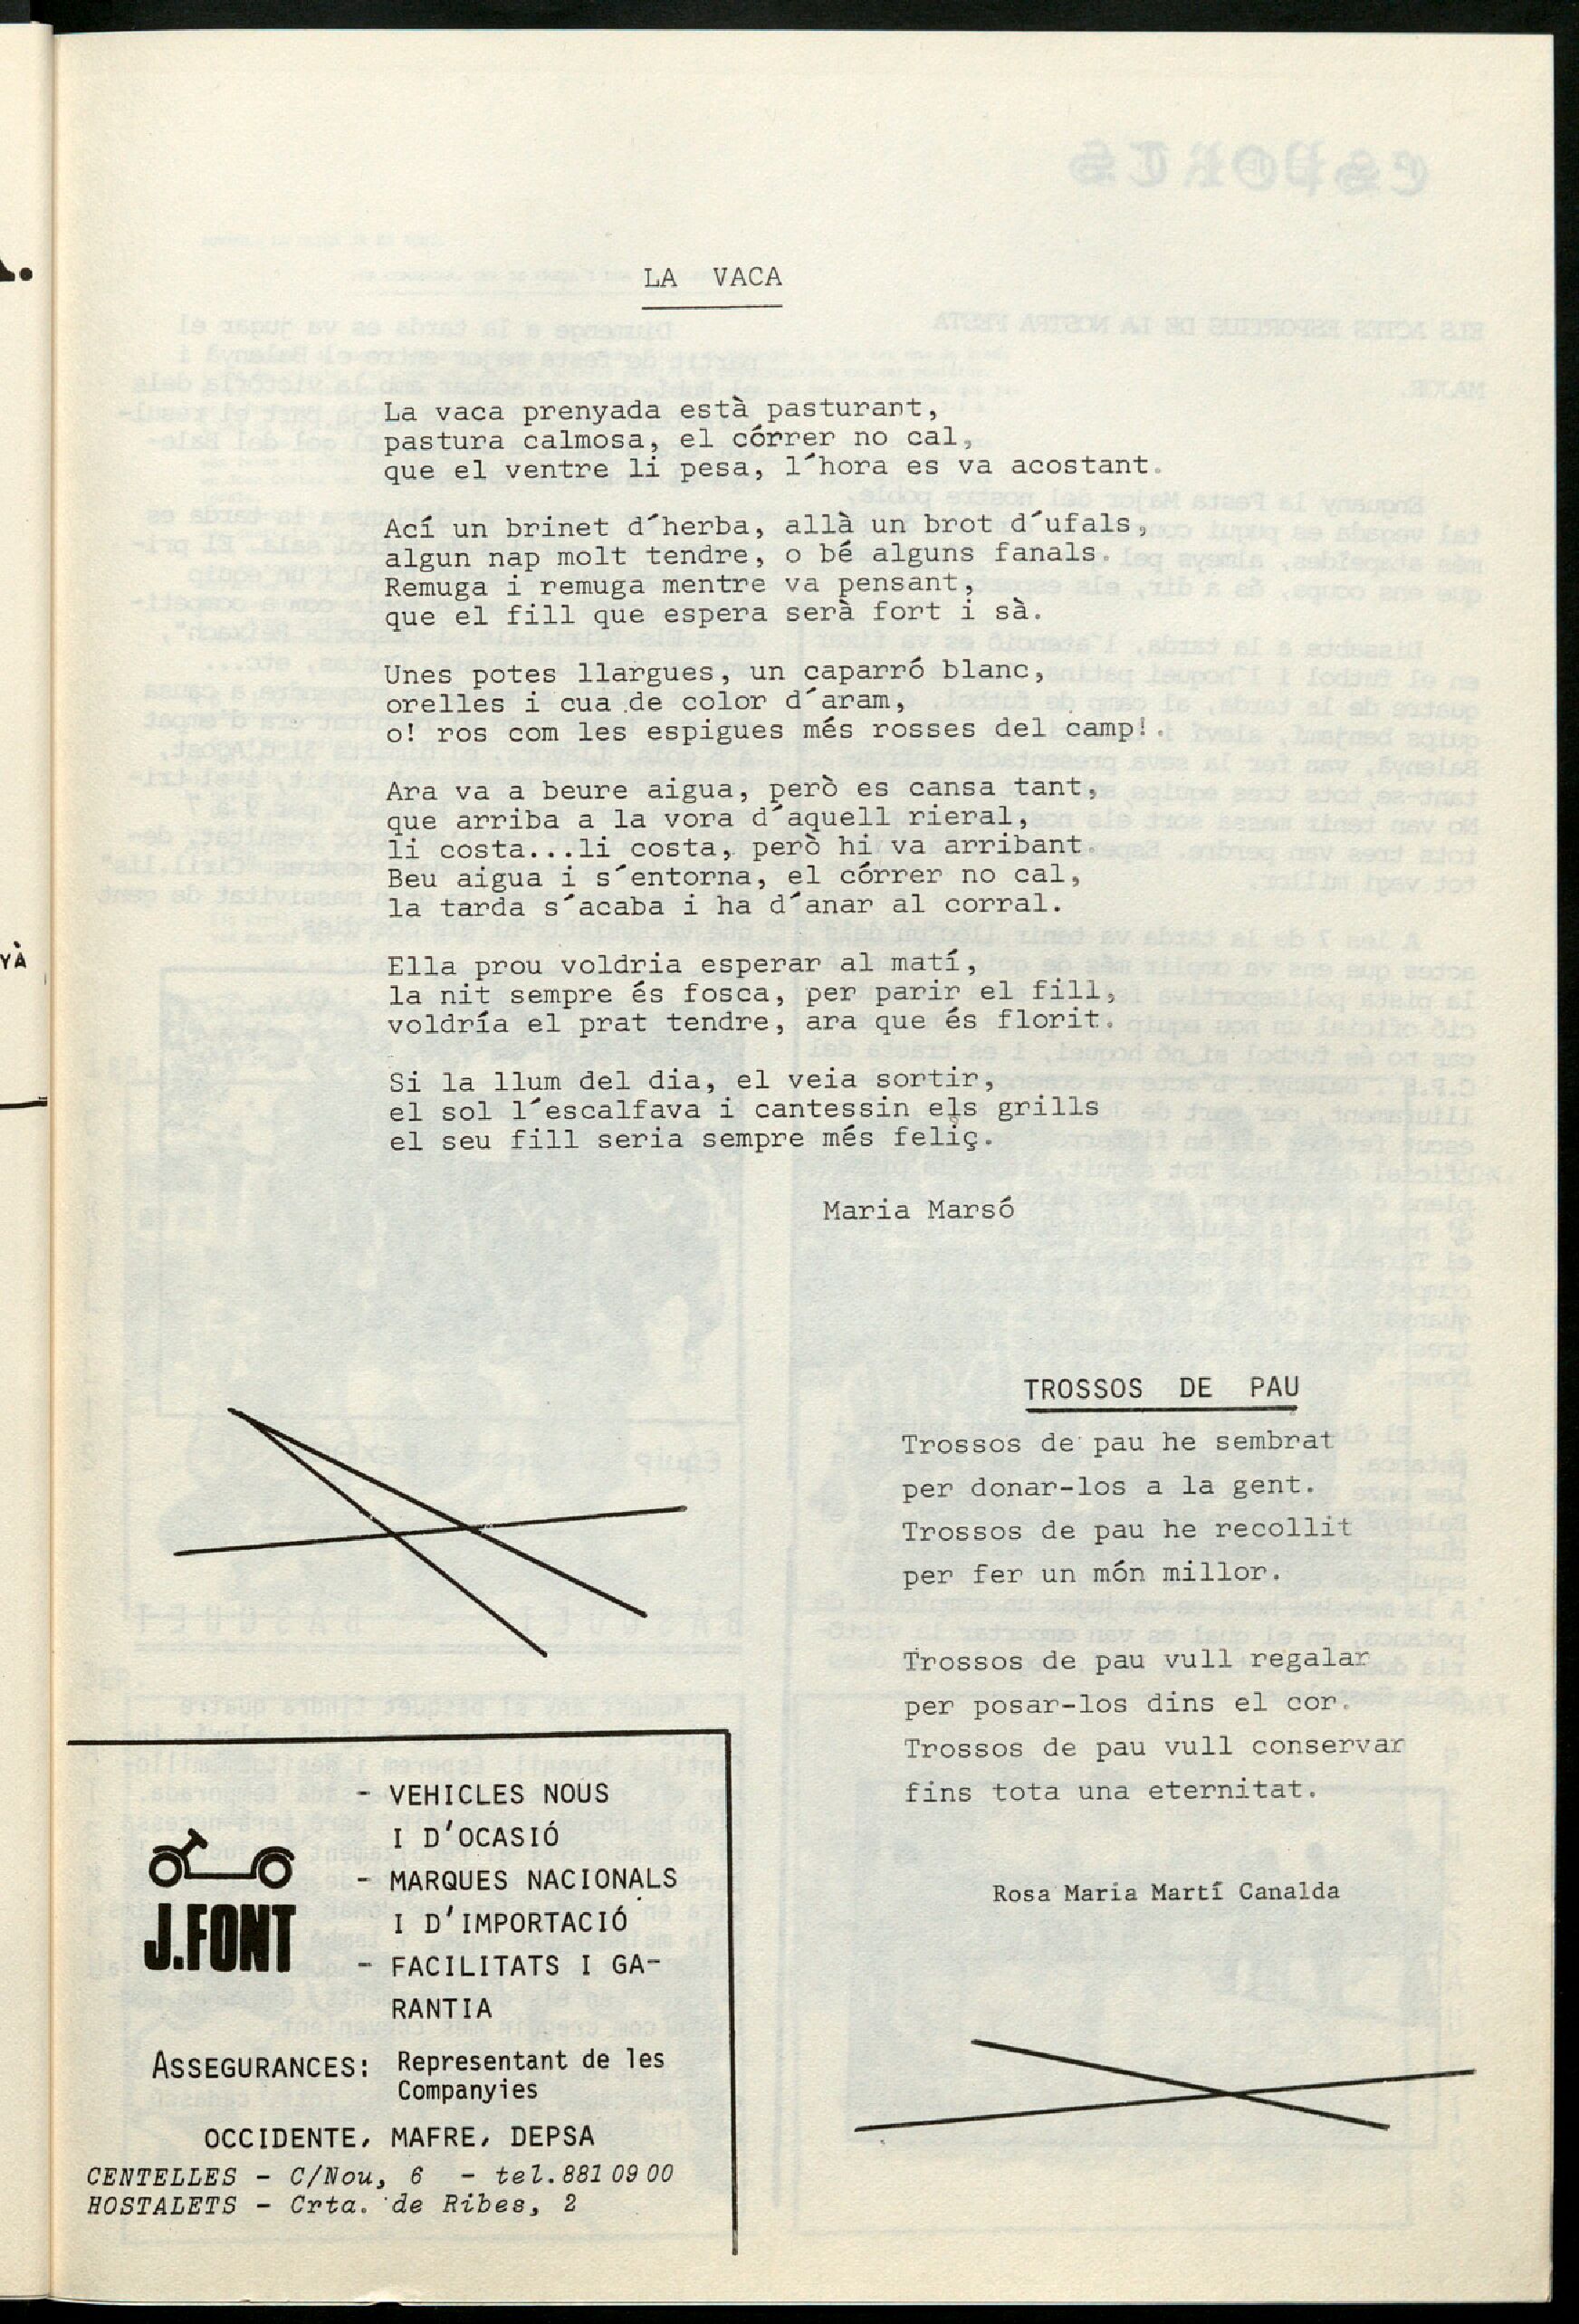 LA VACA
La vaca prenyada està pasturant,
pastura calmosa, el córrer no cal,
que el ventre li pesa, l´hora es va acostant.
Ací un brinet d´herba, allà un brot d´ufals,
algun nap molt tendre, o bé alguns fanals.
Remuga i remuga mentre va pensant,
que el fill que espera serà fort i sà.
Unes potes llargues, un caparró blanc,
orelles i cua de color d´aram,
o! ros com les espigues més rosses del camp!.
Ara va a beure aigua, però es cansa tant,
que arriba a la vora d´aquell rieral,
li costa...li costa, però hi va arribant.
Beu aigua i s´entorna, el córrer no cal,
la tarda s´acaba i ha d´anar al corral.
Ella prou voldria esperar al matí,
la nit sempre és fosca, per parir el fill,
voldría el prat tendre, ara que és florit.
Si la llum del dia, el veia sortir,
el sol l´escalfava i cantessin els grills
el seu fill seria sempre més feliç.
Maria Marsó
TROSSOS DE PAU
Trossos de pau he sembrat
per donar-los a la gent.
Trossos de pau he recollit
per fer un món millor.
Trossos de pau vull regalar
per posar-los dins el cor.
Trossos de pau vull conservar
fins tota una eternitat.
Rosa Maria Martí Canalda
J.FONT
- VEHICLES NOUS
I D'OCASIÓ
- MARQUES NACIONALS
I D'IMPORTACIÓ
- FACILITATS I GA-
RANTIA
ASSEGURANCES: Representant de les
Companyies
OCCIDENTE, MAFRE, DEPSA
CENTELLES - C/Nou, 6 - tel. 881 09 00
HOSTALETS - Crta. de Ribes, 2
YÀ